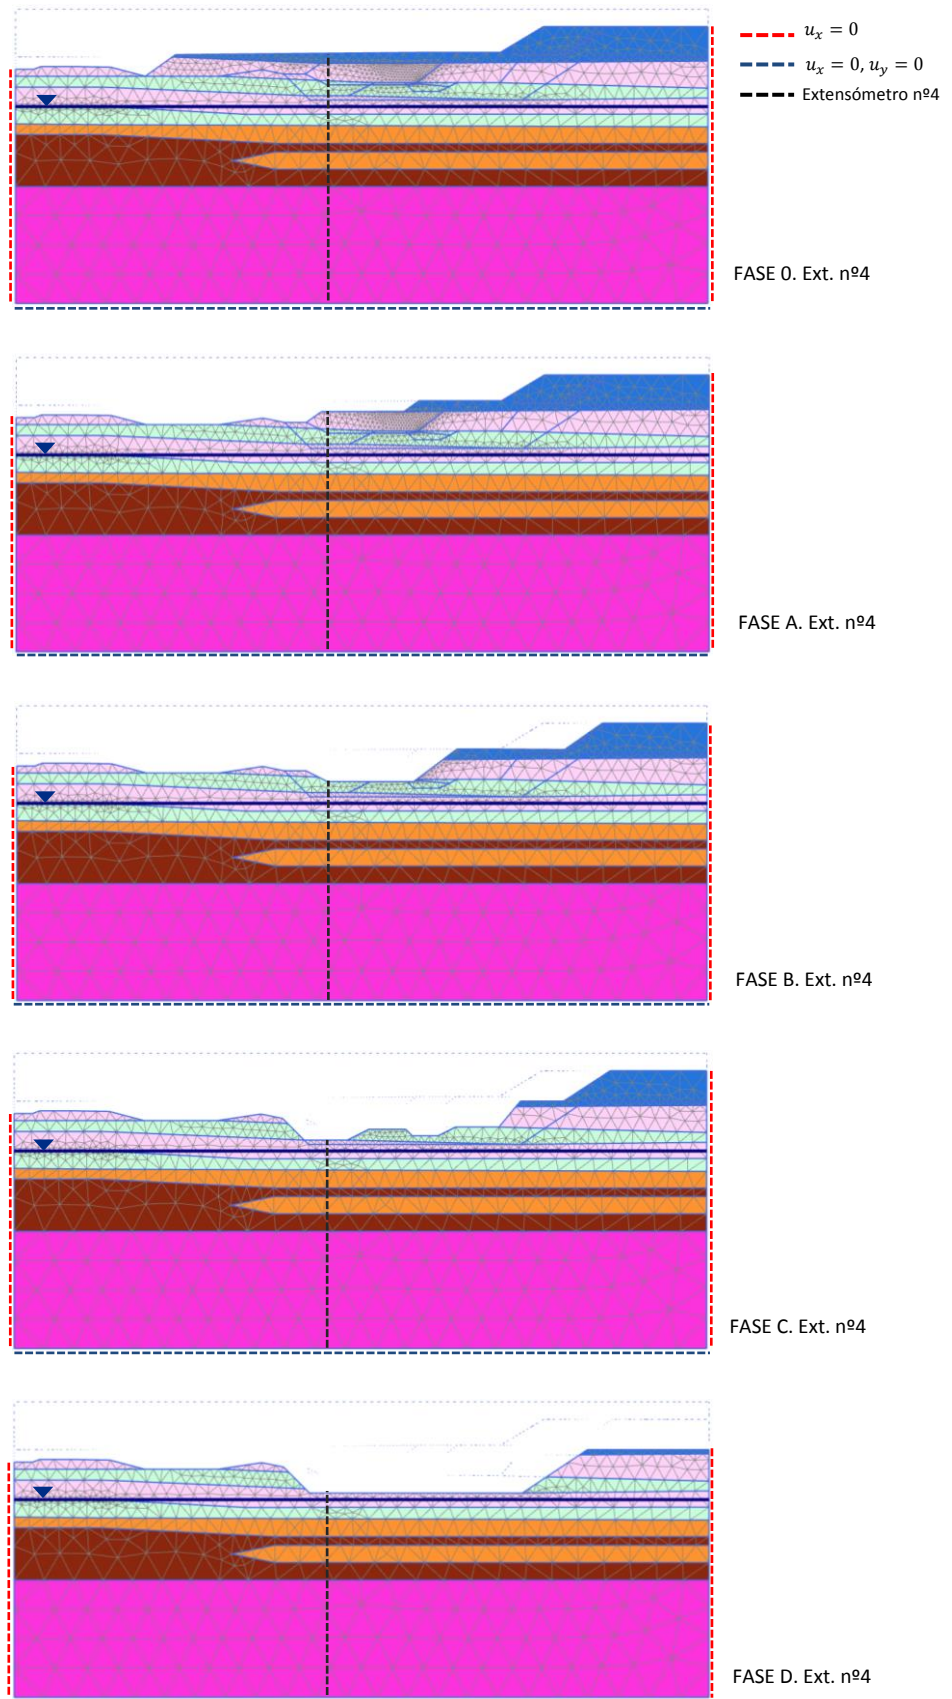 u_x = 0
u_x = 0, u_y = 0
Extensómetro nº4
FASE 0. Ext. nº4
FASE A. Ext. nº4
FASE B. Ext. nº4
FASE C. Ext. nº4
FASE D. Ext. nº4